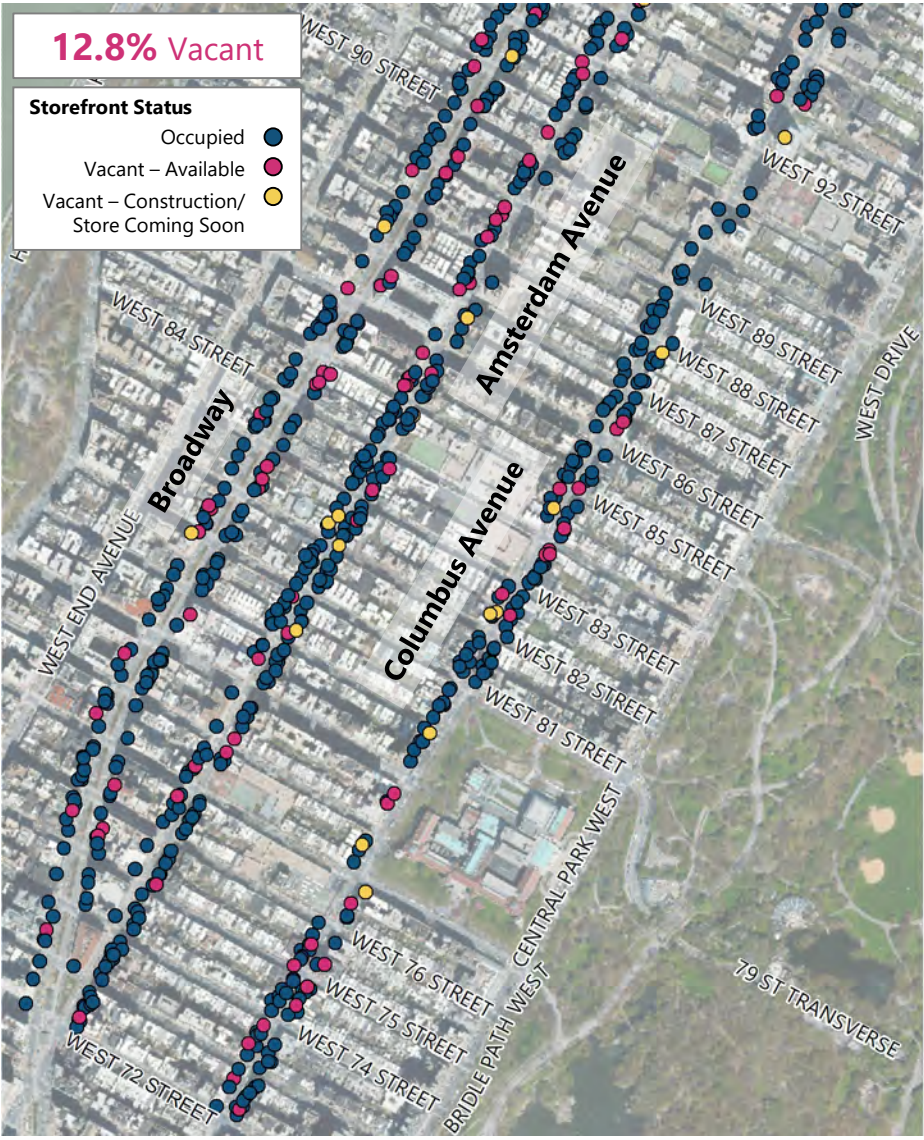 12.8% Vacant
Storefront Status
Occupied
Vacant – Available
Vacant – Construction/
Store Coming Soon
WEST 90 STREET
WEST 92 STREET
Amsterdam Avenue
WEST 84 STREET
WEST 89 STREET
WEST DRIVE
WEST 88 STREET
Broadway
WEST 87 STREET
WEST 86 STREET
Columbus Avenue
WEST 85 STREET
WEST END AVENUE
WEST 83 STREET
WEST 82 STREET
WEST 81 STREET
CENTRAL PARK WEST
WEST 76 STREET
79 ST TRANSVERSE
WEST 75 STREET
WEST 74 STREET
BRIDLE PATH WEST
WEST 72 STREET